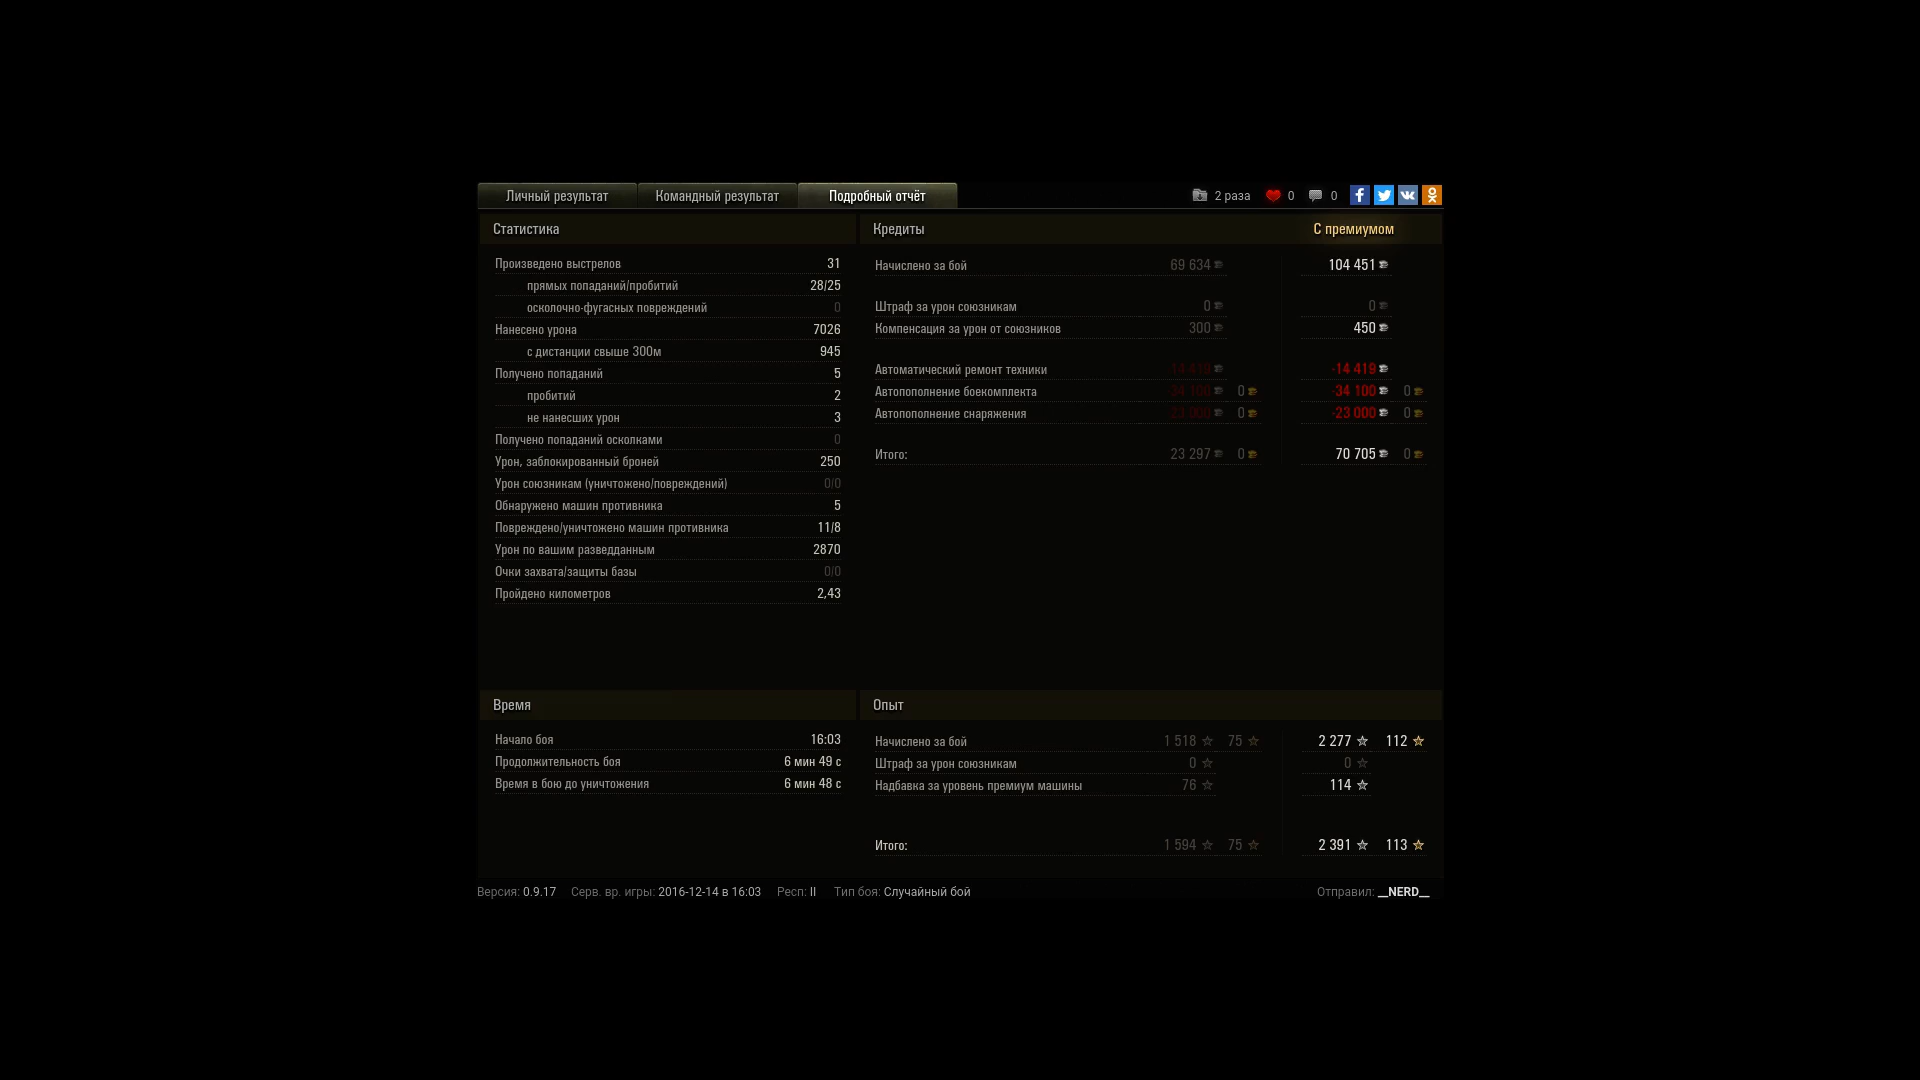 Личный результат Командный результат Подробный отчёт 2 раза 0 0
Статистика
Произведено выстрелов 31
прямых попаданий/пробитий 28/25
осколочно-фугасных повреждений 0
Нанесено урона 7026
с дистанции свыше 300м 945
Получено попаданий 5
пробитий 2
не нанесших урон 3
Получено попаданий осколками 0
Урон, заблокированный броней 250
Урон союзникам (уничтожено/повреждений) 0/0
Обнаружено машин противника 5
Повреждено/уничтожено машин противника 11/8
Урон по вашим разведданным 2870
Очки захвата/защиты базы 0/0
Пройдено километров 2,43
Кредиты С премиумом
Начислено за бой 69 634 104 451
Штраф за урон союзникам 0 0
Компенсация за урон от союзников 300 450
Автоматический ремонт техники -14 419 -14 419
Автопополнение боекомплекта -34 100 0 -34 100 0
Автопополнение снаряжения -23 000 0 -23 000 0
Итого: 23 297 0 70 705 0
Время
Начало боя 16:03
Продолжительность боя 6 мин 49 с
Время в бою до уничтожения 6 мин 48 с
Опыт
Начислено за бой 1 518 75 2 277 112
Штраф за урон союзникам 0 0
Надбавка за уровень премиум машины 76 114
Итого: 1 594 75 2 391 113
Версия: 0.9.17 Серв. вр. игры: 2016-12-14 в 16:03 Респ: II Тип боя: Случайный бой Отправил: __NERD__